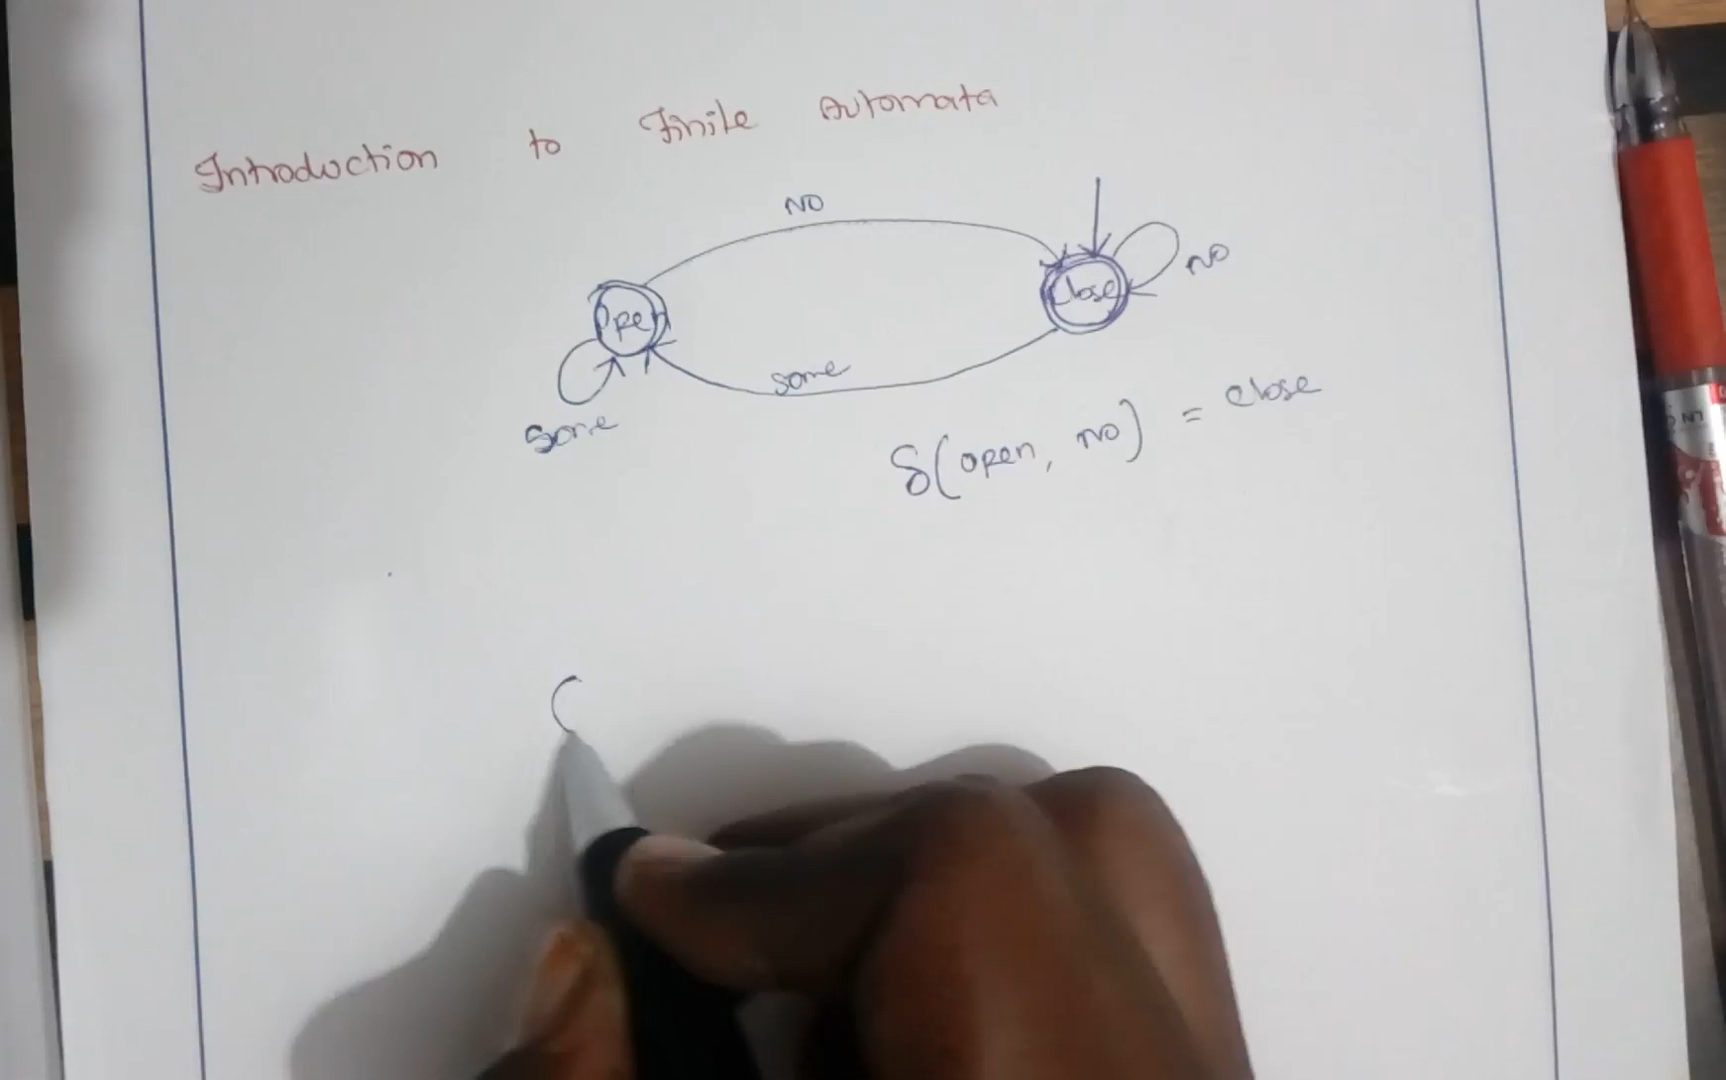 Introduction to Finite Automata
NO
Open
Close
NO
Some
Some
δ(open, no) = close